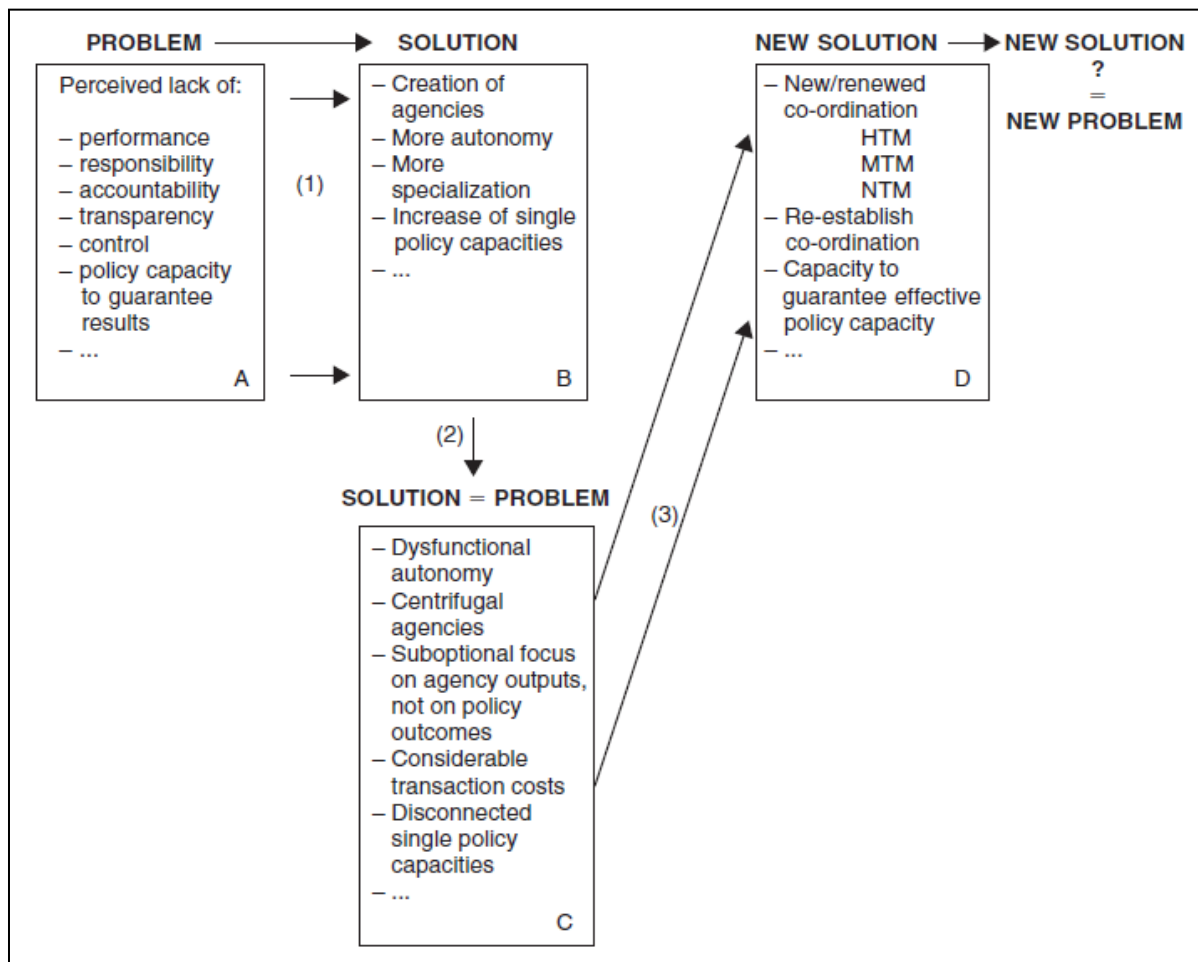 PROBLEM
SOLUTION
Perceived lack of:
– performance
– responsibility
– accountability
– transparency
– control
– policy capacity
to guarantee
results
– ...
A
(1)
– Creation of
agencies
– More autonomy
– More
specialization
– Increase of single
policy capacities
– ...
B
(2)
SOLUTION = PROBLEM
– Dysfunctional
autonomy
– Centrifugal
agencies
– Suboptional focus
on agency outputs,
not on policy
outcomes
– Considerable
transaction costs
– Disconnected
single policy
capacities
– ...
C
(3)
NEW SOLUTION
– New/renewed
co-ordination
HTM
MTM
NTM
– Re-establish
co-ordination
– Capacity to
guarantee effective
policy capacity
– ...
D
NEW SOLUTION
?
=
NEW PROBLEM